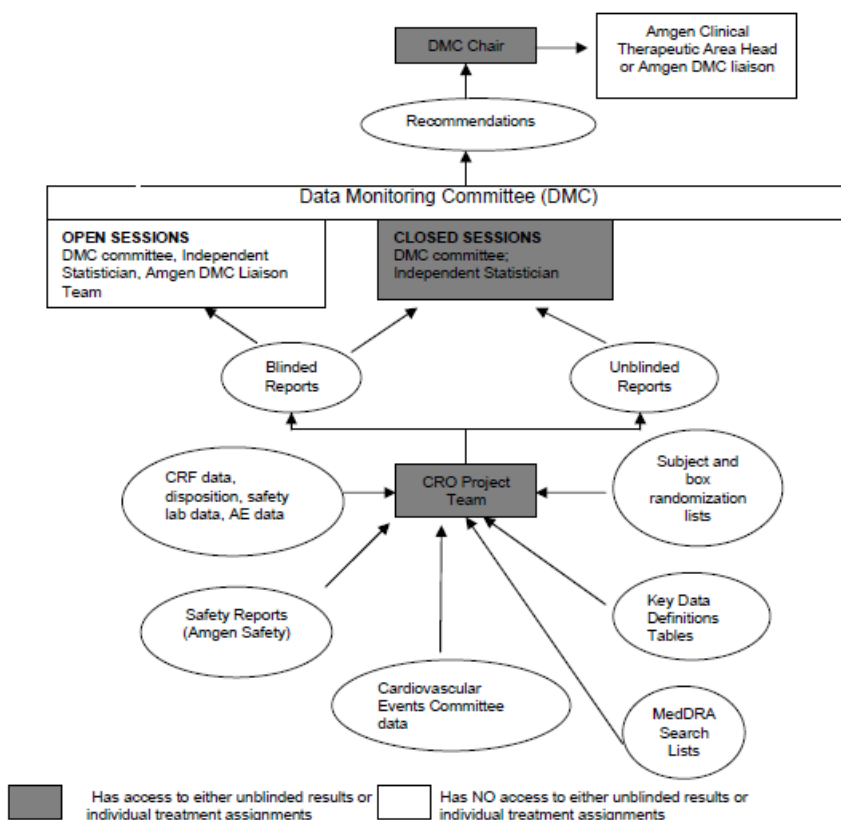 DMC Chair
Amgen Clinical
Therapeutic Area Head
or Amgen DMC liaison
Recommendations
Data Monitoring Committee (DMC)
OPEN SESSIONS
DMC committee, Independent
Statistician, Amgen DMC Liaison
Team
CLOSED SESSIONS
DMC committee;
Independent Statistician
Blinded
Reports
Unblinded
Reports
CRF data,
disposition, safety
lab data, AE data
CRO Project
Team
Subject and
box
randomization
lists
Safety Reports
(Amgen Safety)
Key Data
Definitions
Tables
Cardiovascular
Events Committee
data
MedDRA
Search
Lists
Has access to either unblinded results or
individual treatment assignments
Has NO access to either unblinded results or
individual treatment assignments